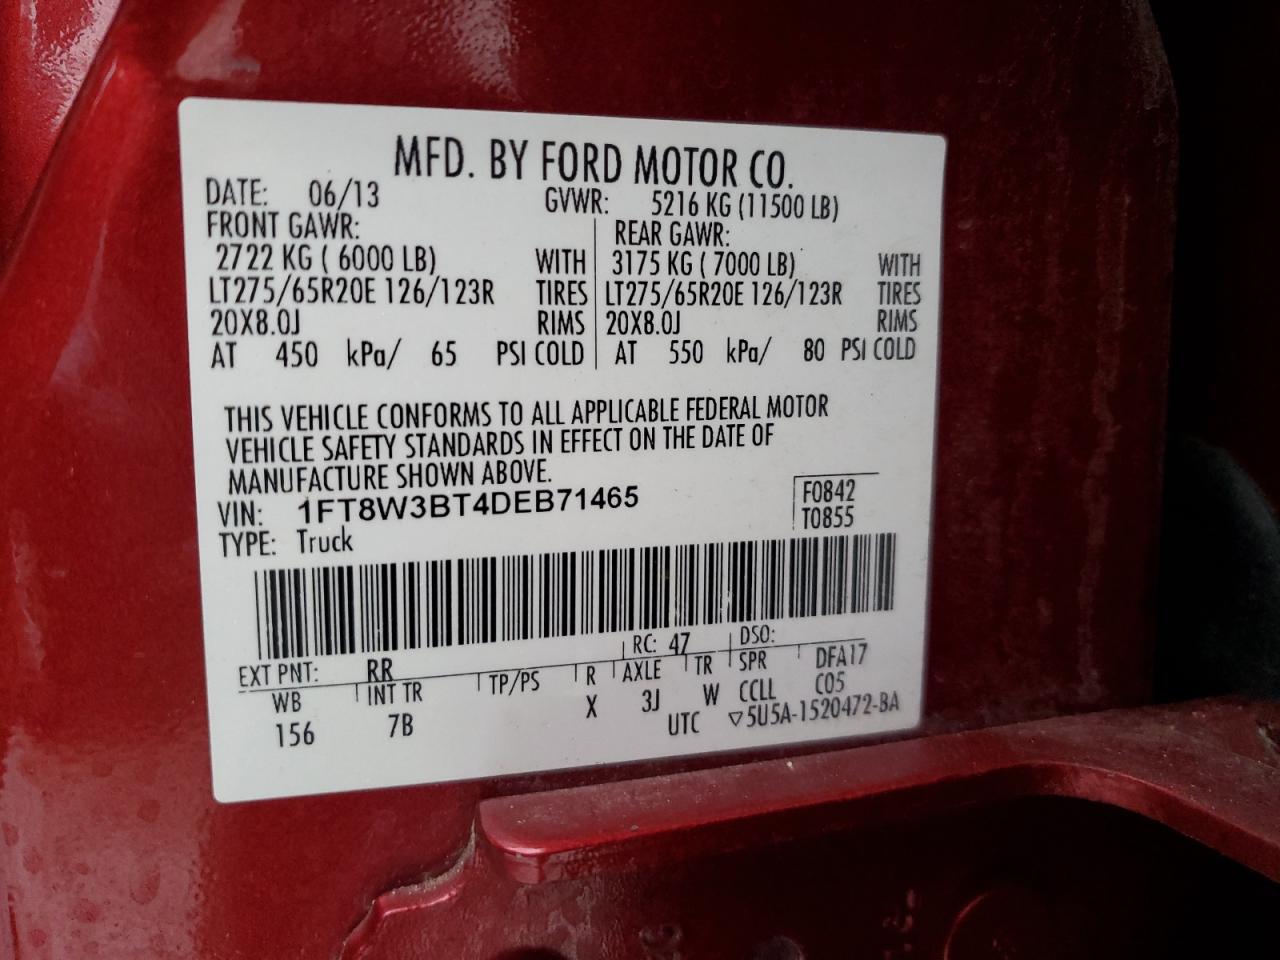 MFD. BY FORD MOTOR CO.
DATE: 06/13 GVWR: 5216 KG (11500 LB)
FRONT GAWR: REAR GAWR:
2722 KG ( 6000 LB) WITH 3175 KG ( 7000 LB) WITH
LT275/65R20E 126/123R TIRES LT275/65R20E 126/123R TIRES
20X8.0J RIMS 20X8.0J RIMS
AT 450 kPa/ 65 PSI COLD AT 550 kPa/ 80 PSI COLD
THIS VEHICLE CONFORMS TO ALL APPLICABLE FEDERAL MOTOR
VEHICLE SAFETY STANDARDS IN EFFECT ON THE DATE OF
MANUFACTURE SHOWN ABOVE.
VIN: 1FT8W3BT4DEB71465 F0842
TYPE: Truck T0855
EXT PNT: RR RC: 47 DSO:
WB INT TR TP/PS R AXLE TR SPR DFA17
156 7B X 3J W CCLL C05
UTC ▽5U5A-1520472-BA